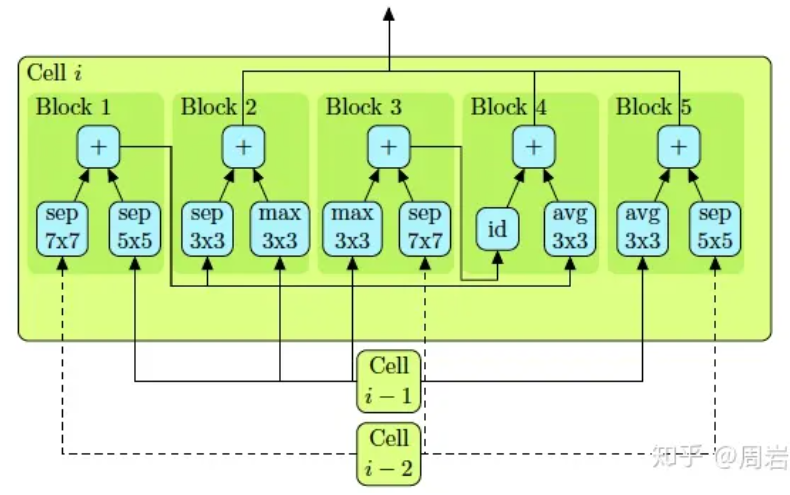 Cell i
Block 1
Block 2
Block 3
Block 4
Block 5
+
+
+
+
+
sep
7x7
sep
5x5
sep
3x3
max
3x3
max
3x3
sep
7x7
id
avg
3x3
avg
3x3
sep
5x5
Cell
i − 1
Cell
i − 2
知乎 @周岩